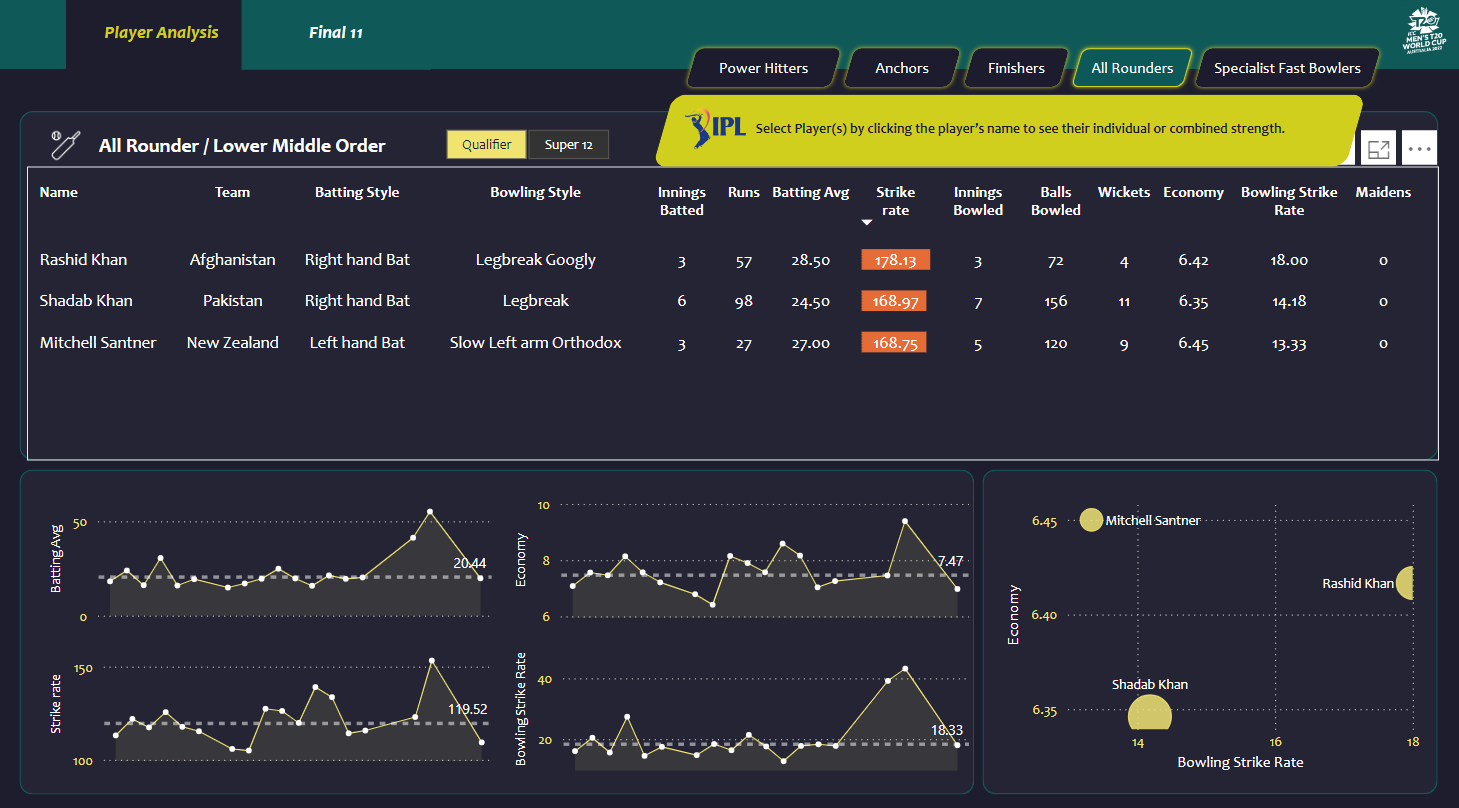 Player Analysis
Final 11
T20
ICC
MEN'S T20
WORLD CUP
AUSTRALIA 2022
Power Hitters
Anchors
Finishers
All Rounders
Specialist Fast Bowlers
IPL
Select Player(s) by clicking the player's name to see their individual or combined strength.
All Rounder / Lower Middle Order
Qualifier
Super 12
Name Team Batting Style Bowling Style Innings Batted Runs Batting Avg Strike rate Innings Bowled Balls Bowled Wickets Economy Bowling Strike Rate Maidens
Rashid Khan Afghanistan Right hand Bat Legbreak Googly 3 57 28.50 178.13 3 72 4 6.42 18.00 0
Shadab Khan Pakistan Right hand Bat Legbreak 6 98 24.50 168.97 7 156 11 6.35 14.18 0
Mitchell Santner New Zealand Left hand Bat Slow Left arm Orthodox 3 27 27.00 168.75 5 120 9 6.45 13.33 0
Batting Avg
50
0
20.44
Economy
10
8
6
7.47
Strike rate
150
100
119.52
Bowling Strike Rate
40
20
18.33
Economy
6.45
6.40
6.35
Mitchell Santner
Rashid Khan
Shadab Khan
14 16 18
Bowling Strike Rate